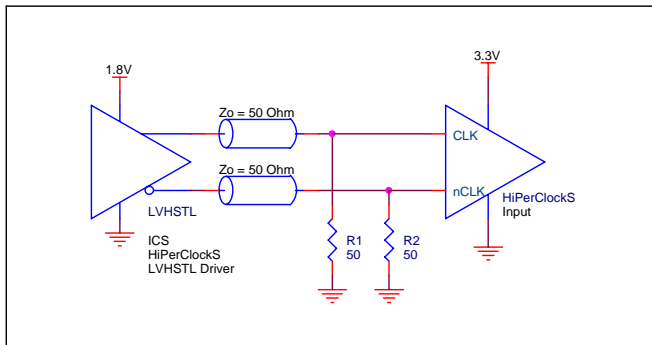 1.8V
3.3V
Zo = 50 Ohm
CLK
Zo = 50 Ohm
nCLK
HiPerClockS
Input
LVHSTL
ICS
HiPerClockS
LVHSTL Driver
R1
50
R2
50